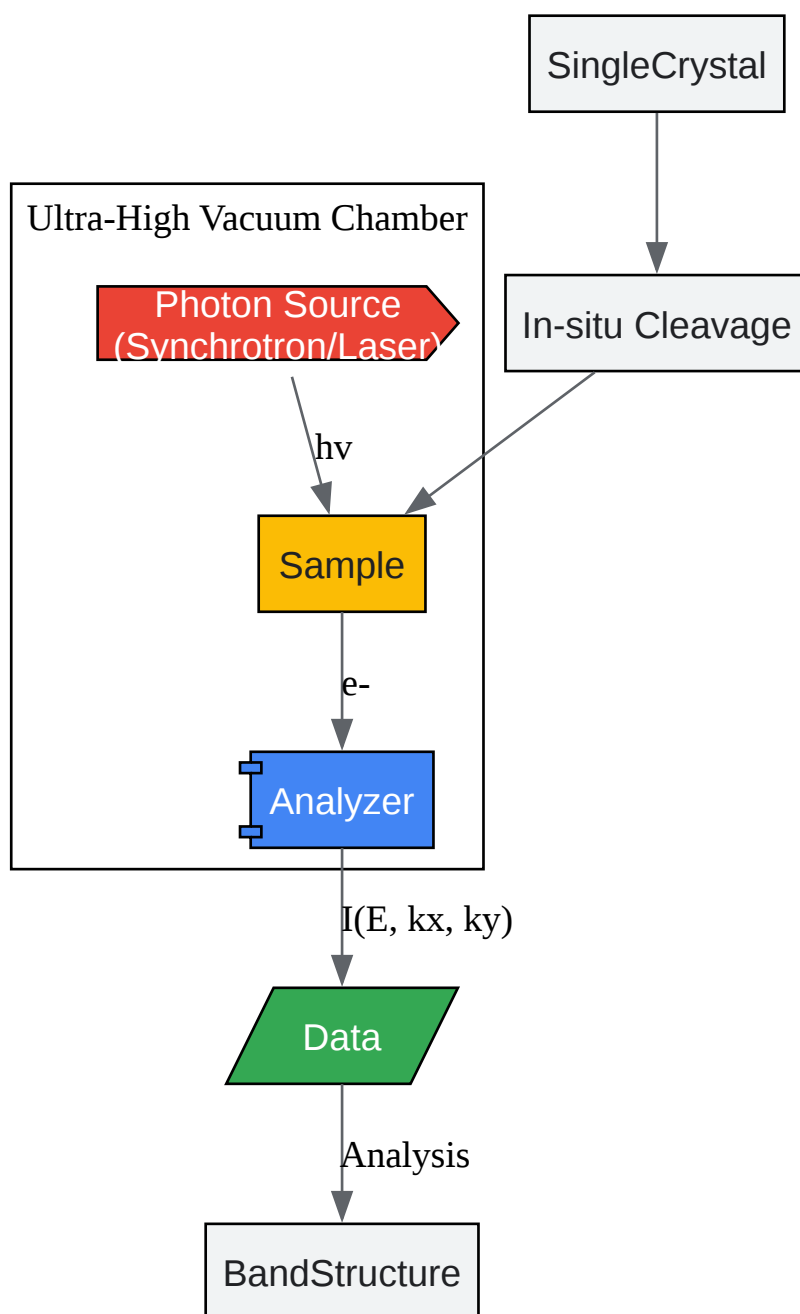 SingleCrystal
Ultra-High Vacuum Chamber
Photon Source
(Synchrotron/Laser)
In-situ Cleavage
hν
Sample
e-
Analyzer
I(E, kx, ky)
Data
Analysis
BandStructure